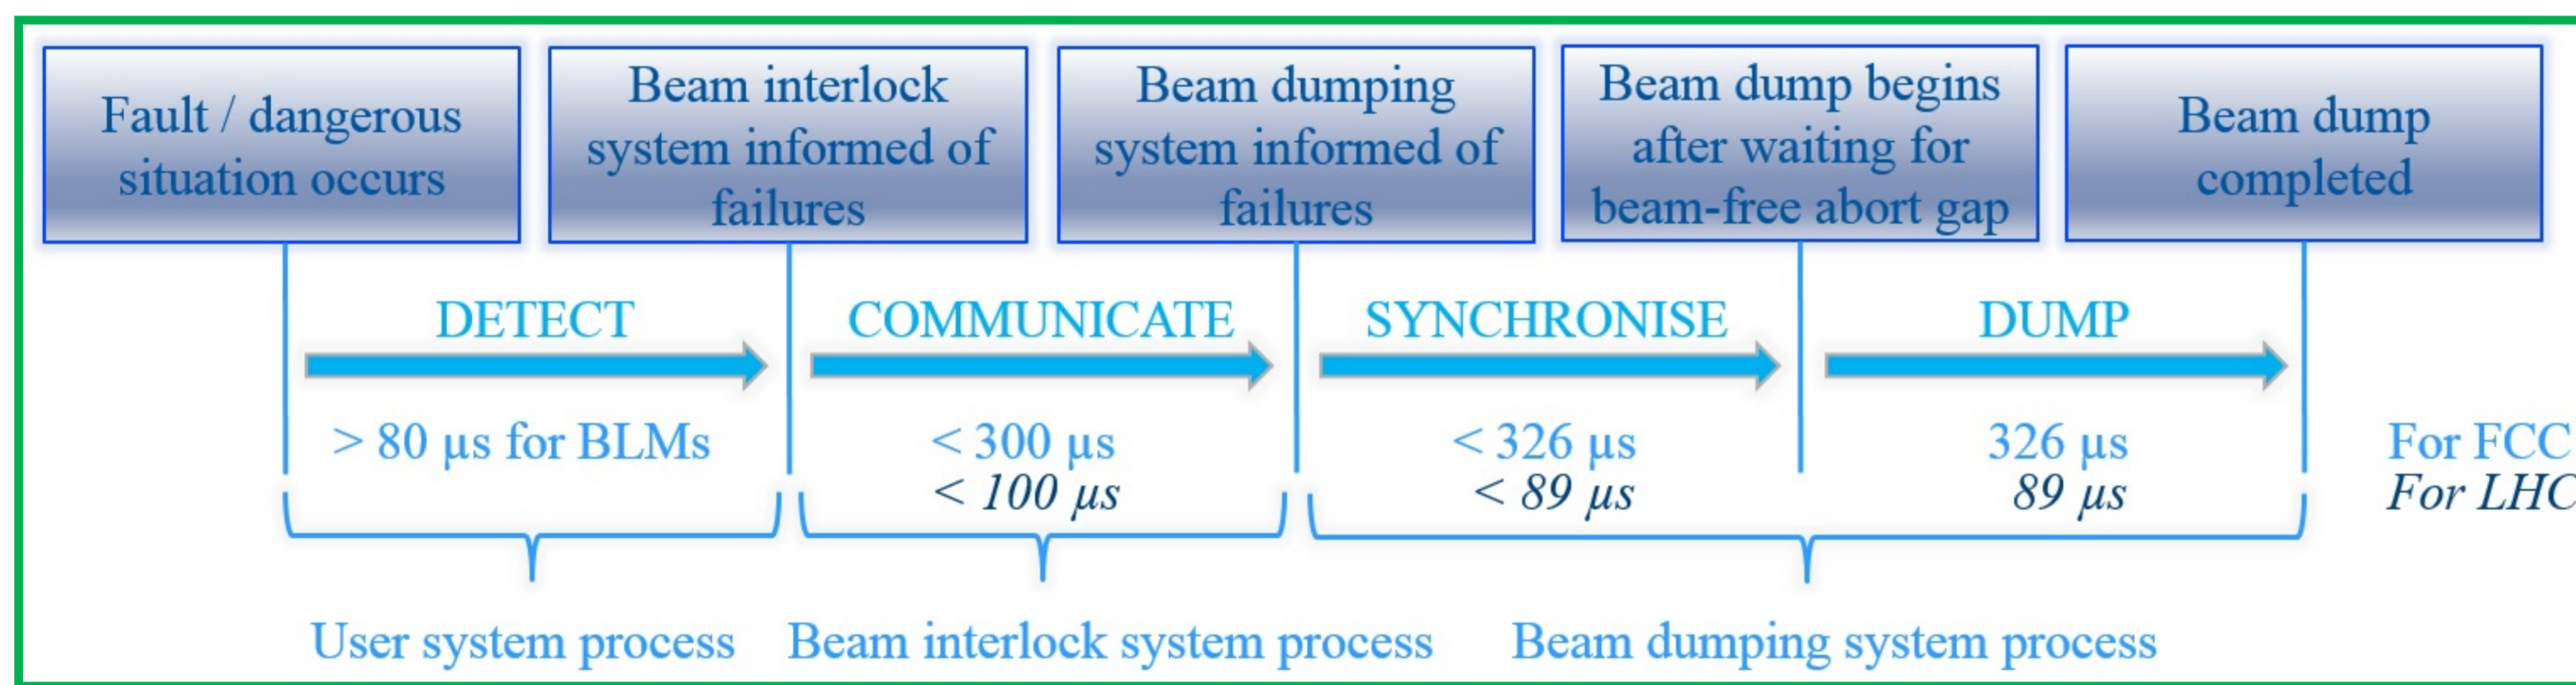 Fault / dangerous
situation occurs
Beam interlock
system informed of
failures
Beam dumping
system informed of
failures
Beam dump begins
after waiting for
beam-free abort gap
Beam dump
completed
DETECT
COMMUNICATE
SYNCHRONISE
DUMP
> 80 µs for BLMs
< 300 µs
< 326 µs
326 µs
For FCC
< 100 µs
< 89 µs
89 µs
For LHC
User system process
Beam interlock system process
Beam dumping system process